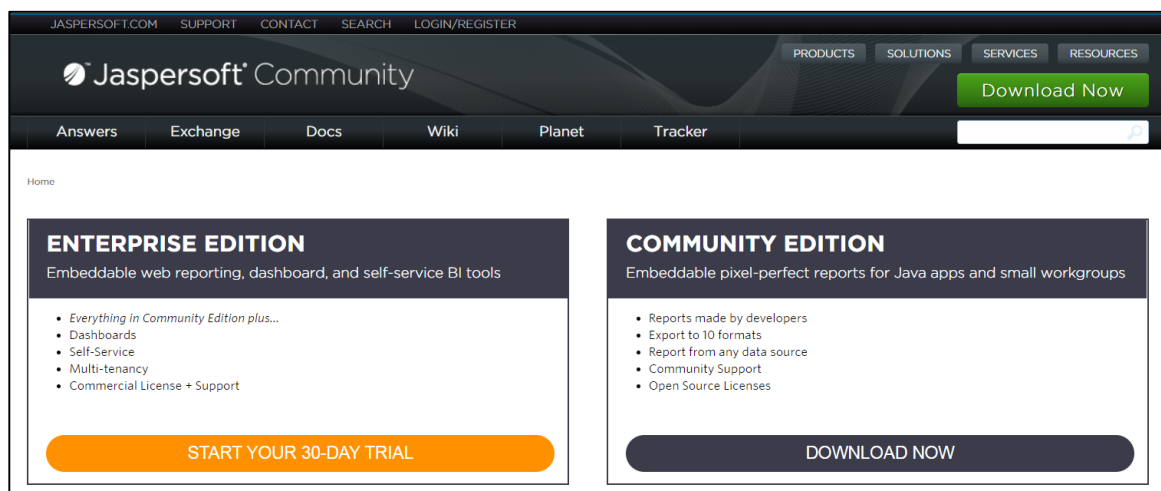 JASPERSOFT.COM SUPPORT CONTACT SEARCH LOGIN/REGISTER
PRODUCTS SOLUTIONS SERVICES RESOURCES
Jaspersoft Community
Download Now
Answers Exchange Docs Wiki Planet Tracker
Home
ENTERPRISE EDITION
Embeddable web reporting, dashboard, and self-service BI tools
• Everything in Community Edition plus...
• Dashboards
• Self-Service
• Multi-tenancy
• Commercial License + Support
START YOUR 30-DAY TRIAL
COMMUNITY EDITION
Embeddable pixel-perfect reports for Java apps and small workgroups
• Reports made by developers
• Export to 10 formats
• Report from any data source
• Community Support
• Open Source Licenses
DOWNLOAD NOW